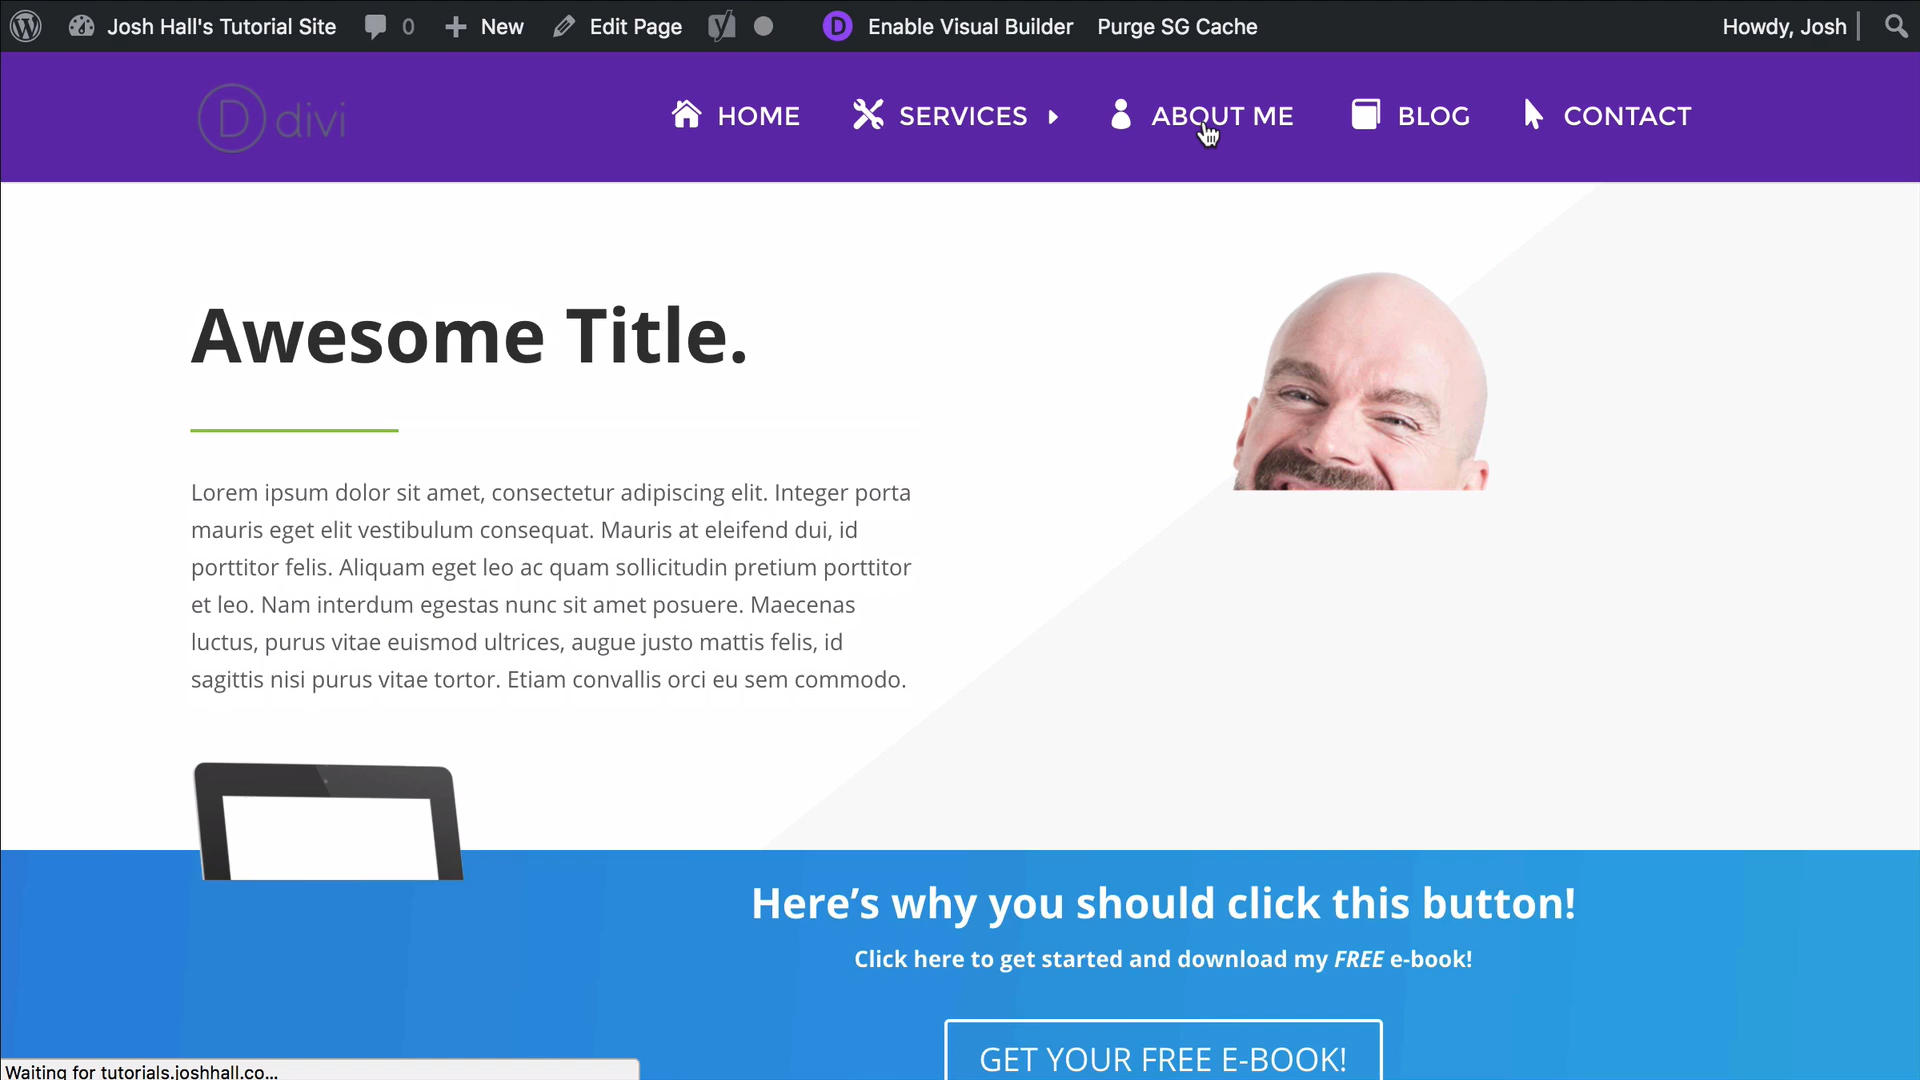 Josh Hall's Tutorial Site 0 New Edit Page Enable Visual Builder Purge SG Cache Howdy, Josh
divi HOME SERVICES ABOUT ME BLOG CONTACT
Awesome Title.
Lorem ipsum dolor sit amet, consectetur adipiscing elit. Integer porta
mauris eget elit vestibulum consequat. Mauris at eleifend dui, id
porttitor felis. Aliquam eget leo ac quam sollicitudin pretium porttitor
et leo. Nam interdum egestas nunc sit amet posuere. Maecenas
luctus, purus vitae euismod ultrices, augue justo mattis felis, id
sagittis nisi purus vitae tortor. Etiam convallis orci eu sem commodo.
Here’s why you should click this button!
Click here to get started and download my FREE e-book!
GET YOUR FREE E-BOOK!
Waiting for tutorials.joshhall.co...